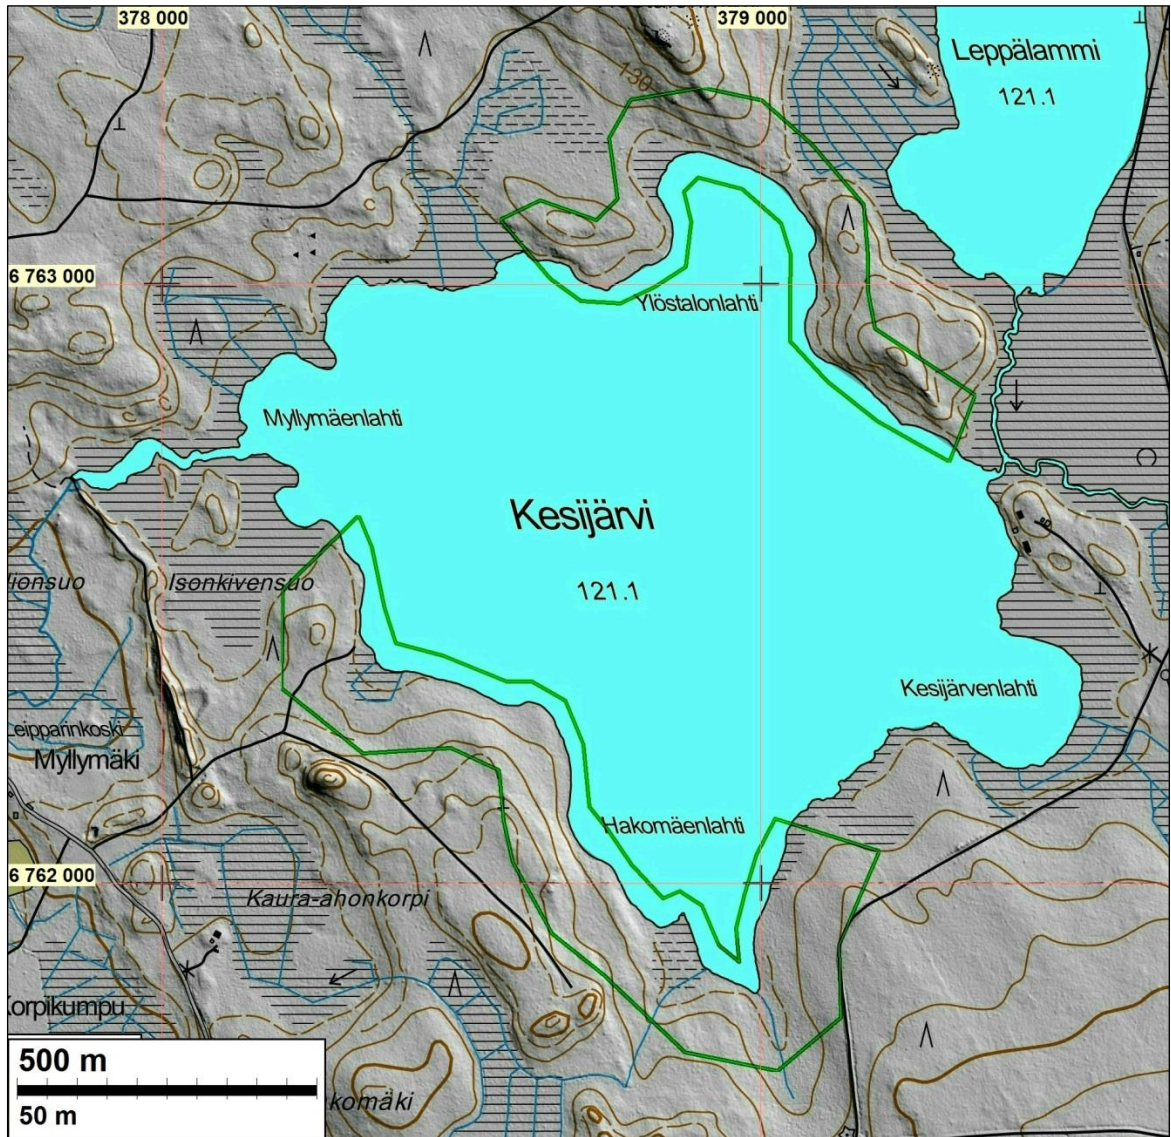 378 000
379 000
Leppälammi
121.1
130
6 763 000
Ylöstalonlahti
Myllymäenlahti
Kesijärvi
121.1
Isonkivensuo
Kesijärvenlahti
Leipparinkoski
Myllymäki
Hakomäenlahti
6 762 000
Kaura-ahonkorpi
orpikumpu
500 m
50 m
komäki